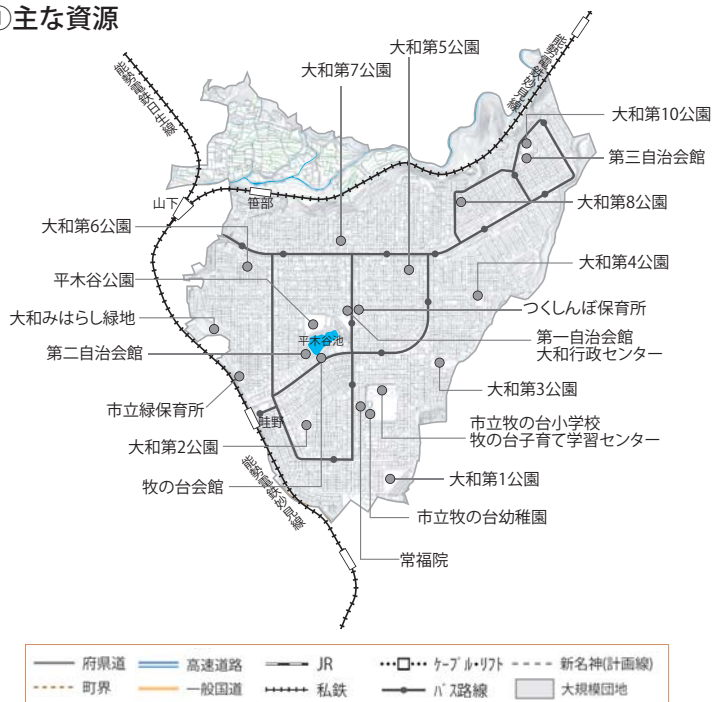 ①主な資源
能勢電鉄日生線
能勢電鉄妙見線
大和第5公園
大和第7公園
大和第10公園
第三自治会館
山下
笹部
大和第8公園
大和第6公園
大和第4公園
平木谷公園
つくしんぼ保育所
大和みはらし緑地
平木谷池
第一自治会館
大和行政センター
第二自治会館
大和第3公園
市立緑保育所
畦野
市立牧の台小学校
牧の台子育て学習センター
大和第2公園
能勢電鉄妙見線
牧の台会館
大和第1公園
市立牧の台幼稚園
常福院
府県道 高速道路 JR ケーブル・リフト 新名神(計画線)
町界 一般国道 私鉄 バス路線 大規模団地